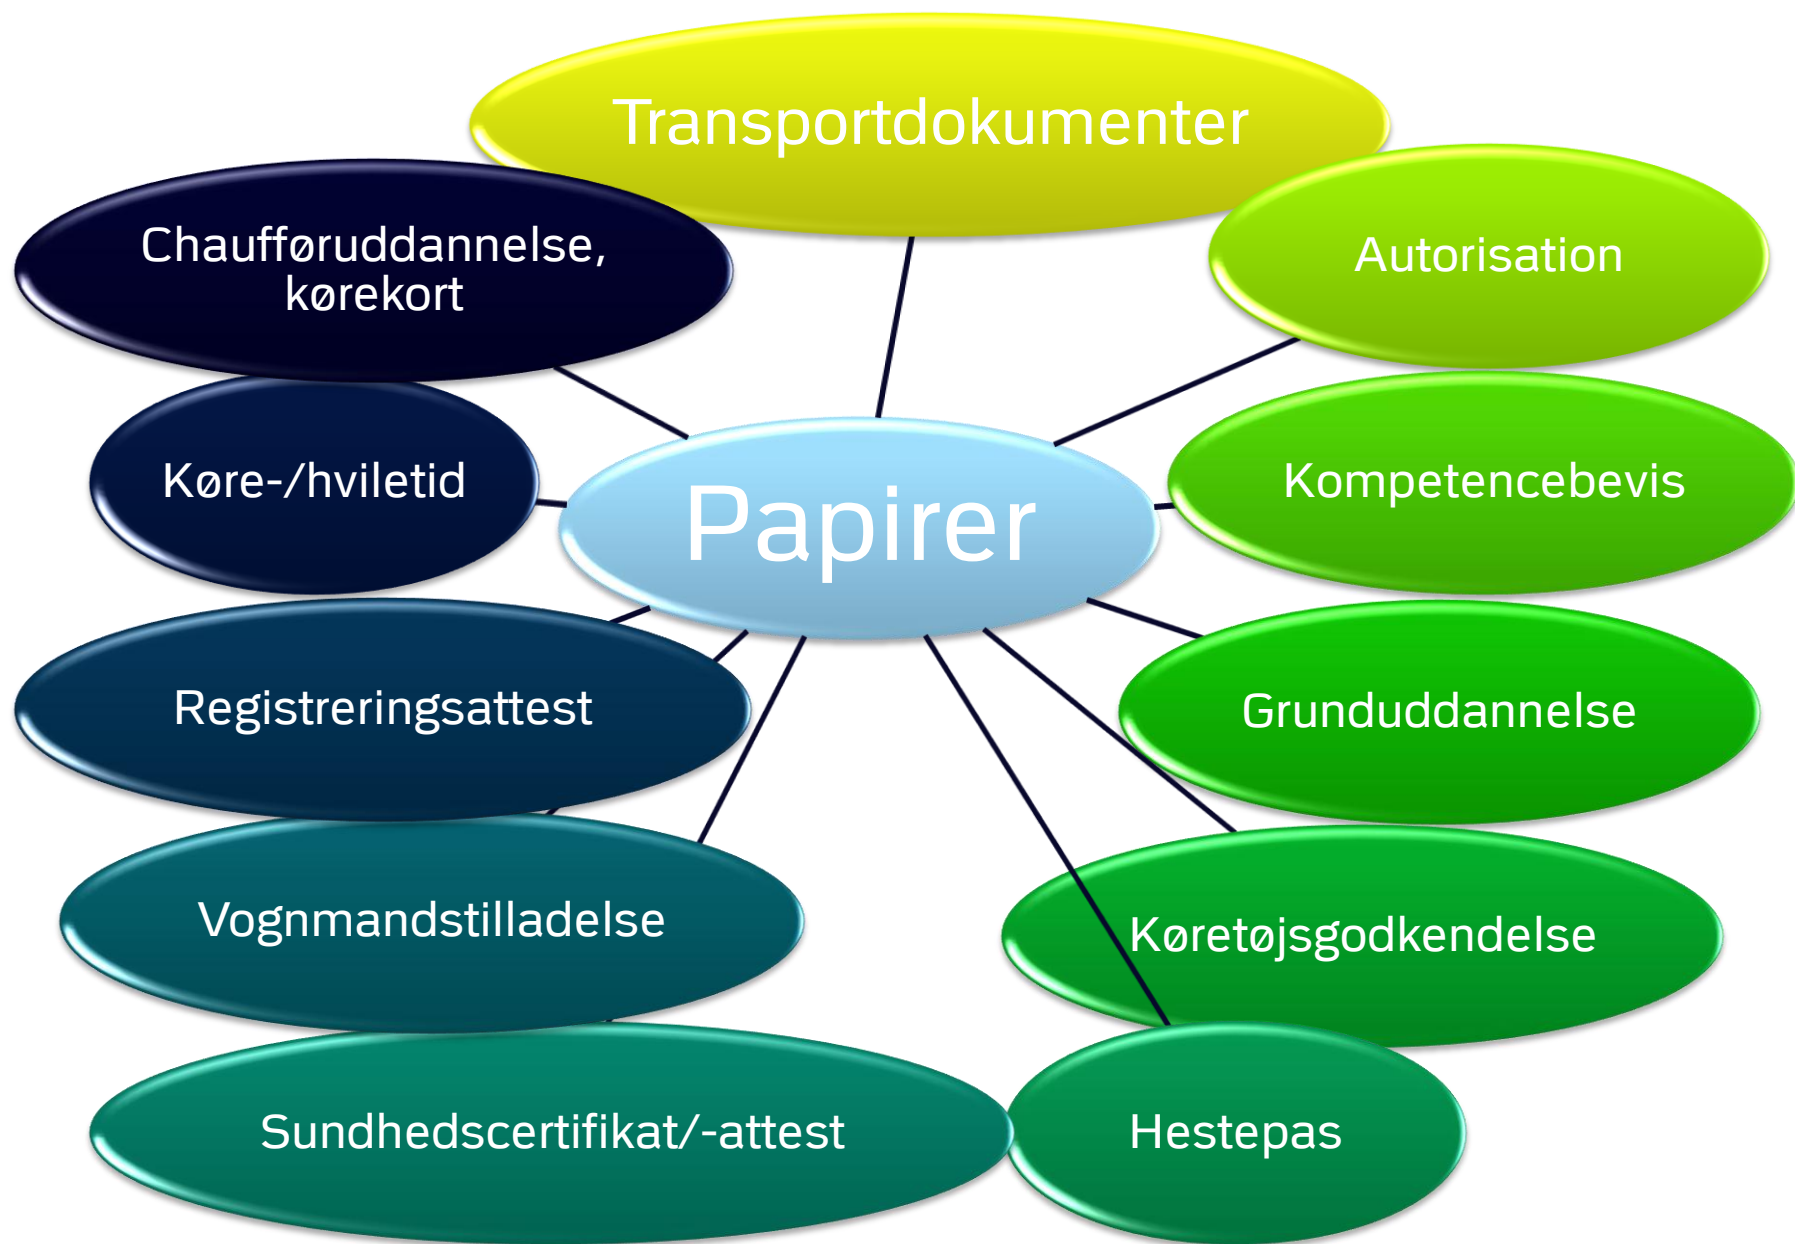 Transportdokumenter
Chaufføruddannelse,
kørekort
Autorisation
Køre-/hviletid
Papirer
Kompetencebevis
Registreringsattest
Grunduddannelse
Vognmandstilladelse
Køretøjsgodkendelse
Sundhedscertifikat/-attest
Hestepas